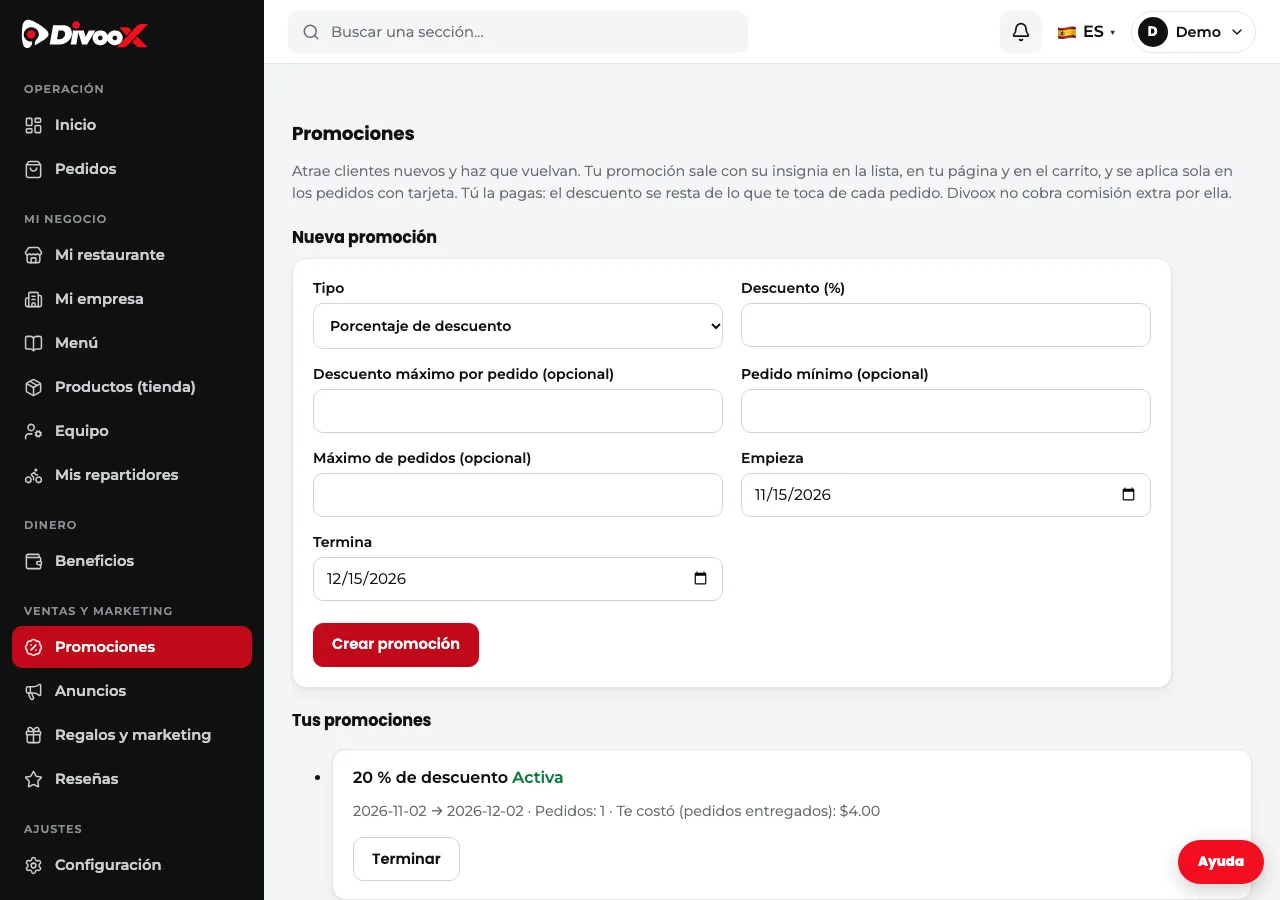 DivooX
Buscar una sección...
ES
D
Demo
OPERACIÓN
Inicio
Pedidos
MI NEGOCIO
Mi restaurante
Mi empresa
Menú
Productos (tienda)
Equipo
Mis repartidores
DINERO
Beneficios
VENTAS Y MARKETING
Promociones
Anuncios
Regalos y marketing
Reseñas
AJUSTES
Configuración
Promociones
Atrae clientes nuevos y haz que vuelvan. Tu promoción sale con su insignia en la lista, en tu página y en el carrito, y se aplica sola en
los pedidos con tarjeta. Tú la pagas: el descuento se resta de lo que te toca de cada pedido. Divoox no cobra comisión extra por ella.
Nueva promoción
Tipo
Porcentaje de descuento
Descuento (%)
Descuento máximo por pedido (opcional)
Pedido mínimo (opcional)
Máximo de pedidos (opcional)
Empieza
11/15/2026
Termina
12/15/2026
Crear promoción
Tus promociones
20 % de descuento Activa
2026-11-02 → 2026-12-02 · Pedidos: 1 · Te costó (pedidos entregados): $4.00
Terminar
Ayuda